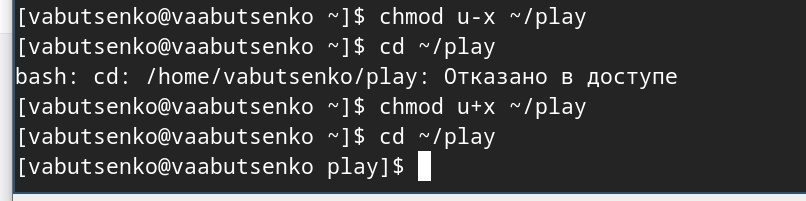 [vabutsenko@vaabutsenko ~]$ chmod u-x ~/play
[vabutsenko@vaabutsenko ~]$ cd ~/play
bash: cd: /home/vabutsenko/play: Отказано в доступе
[vabutsenko@vaabutsenko ~]$ chmod u+x ~/play
[vabutsenko@vaabutsenko ~]$ cd ~/play
[vabutsenko@vaabutsenko play]$